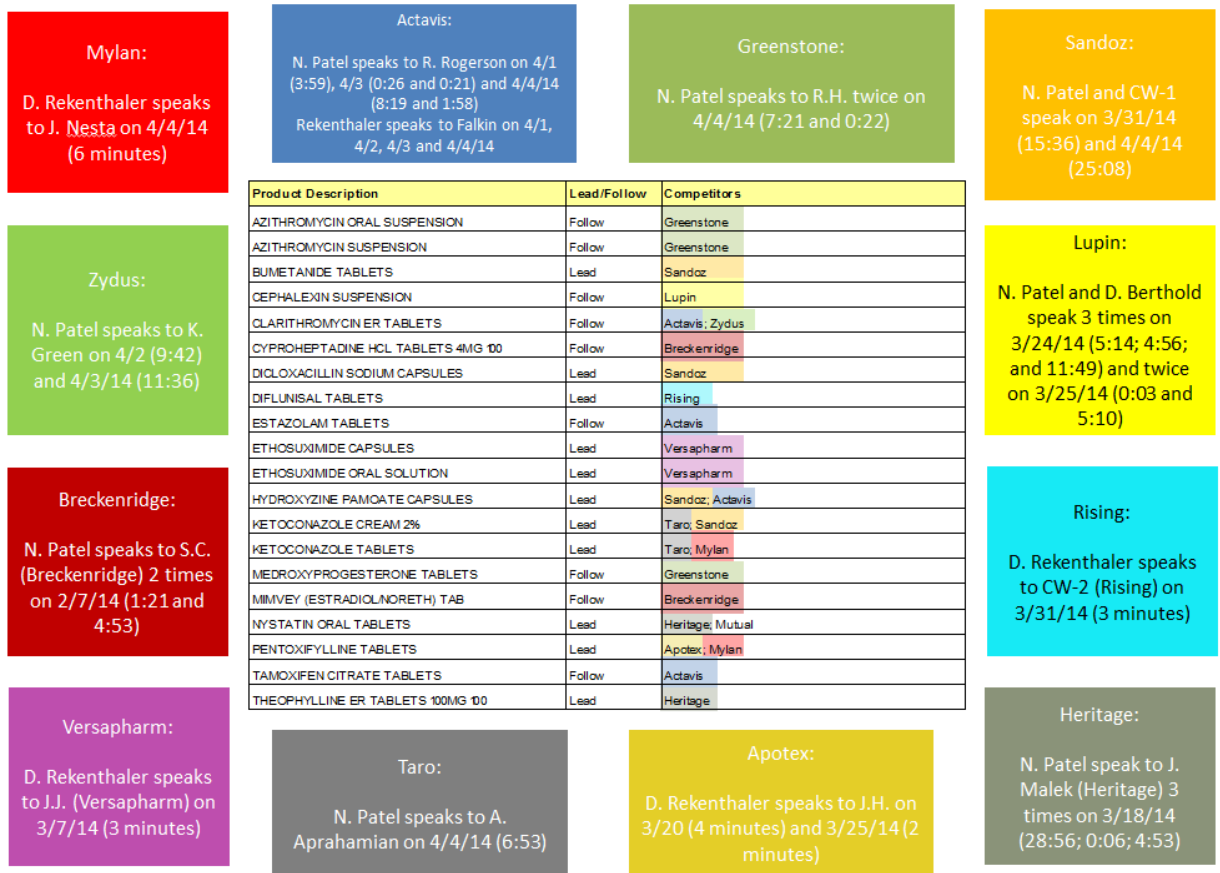 Mylan:
D. Rekenthaler speaks
to J. Nesta on 4/4/14
(6 minutes)
Actavis:
N. Patel speaks to R. Rogerson on 4/1
(3:59), 4/3 (0:26 and 0:21) and 4/4/14
(8:19 and 1:58)
Rekenthaler speaks to Falkin on 4/1,
4/2, 4/3 and 4/4/14
Greenstone:
N. Patel speaks to R.H. twice on
4/4/14 (7:21 and 0:22)
Sandoz:
N. Patel and CW-1
speak on 3/31/14
(15:36) and 4/4/14
(25:08)
Zydus:
N. Patel speaks to K.
Green on 4/2 (9:42)
and 4/3/14 (11:36)
Product Description Lead/Follow Competitors
AZITHROMYCIN ORAL SUSPENSION Follow Greenstone
AZITHROMYCIN SUSPENSION Follow Greenstone
BUMETANIDE TABLETS Lead Sandoz
CEPHALEXIN SUSPENSION Follow Lupin
CLARITHROMYCIN ER TABLETS Follow Actavis; Zydus
CYPROHEPTADINE HCL TABLETS 4MG 100 Follow Breckenridge
DICLOXACILLIN SODIUM CAPSULES Lead Sandoz
DIFLUNISAL TABLETS Lead Rising
ESTAZOLAM TABLETS Follow Actavis
ETHOSUXIMIDE CAPSULES Lead Versapharm
ETHOSUXIMIDE ORAL SOLUTION Lead Versapharm
HYDROXYZINE PAMOATE CAPSULES Lead Sandoz; Actavis
KETOCONAZOLE CREAM 2% Lead Taro; Sandoz
KETOCONAZOLE TABLETS Lead Taro; Mylan
MEDROXYPROGESTERONE TABLETS Follow Greenstone
MIMVEY (ESTRADIOL/NORETH) TAB Follow Breckenridge
NYSTATIN ORAL TABLETS Lead Heritage; Mutual
PENTOXIFYLLINE TABLETS Lead Apotex; Mylan
TAMOXIFEN CITRATE TABLETS Follow Actavis
THEOPHYLLINE ER TABLETS 100MG 100 Lead Heritage
Lupin:
N. Patel and D. Berthold
speak 3 times on
3/24/14 (5:14; 4:56;
and 11:49) and twice
on 3/25/14 (0:03 and
5:10)
Breckenridge:
N. Patel speaks to S.C.
(Breckenridge) 2 times
on 2/7/14 (1:21 and
4:53)
Rising:
D. Rekenthaler speaks
to CW-2 (Rising) on
3/31/14 (3 minutes)
Versapharm:
D. Rekenthaler speaks
to J.J. (Versapharm) on
3/7/14 (3 minutes)
Taro:
N. Patel speaks to A.
Aprahamian on 4/4/14 (6:53)
Apotex:
D. Rekenthaler speaks to J.H. on
3/20 (4 minutes) and 3/25/14 (2
minutes)
Heritage:
N. Patel speak to J.
Malek (Heritage) 3
times on 3/18/14
(28:56; 0:06; 4:53)